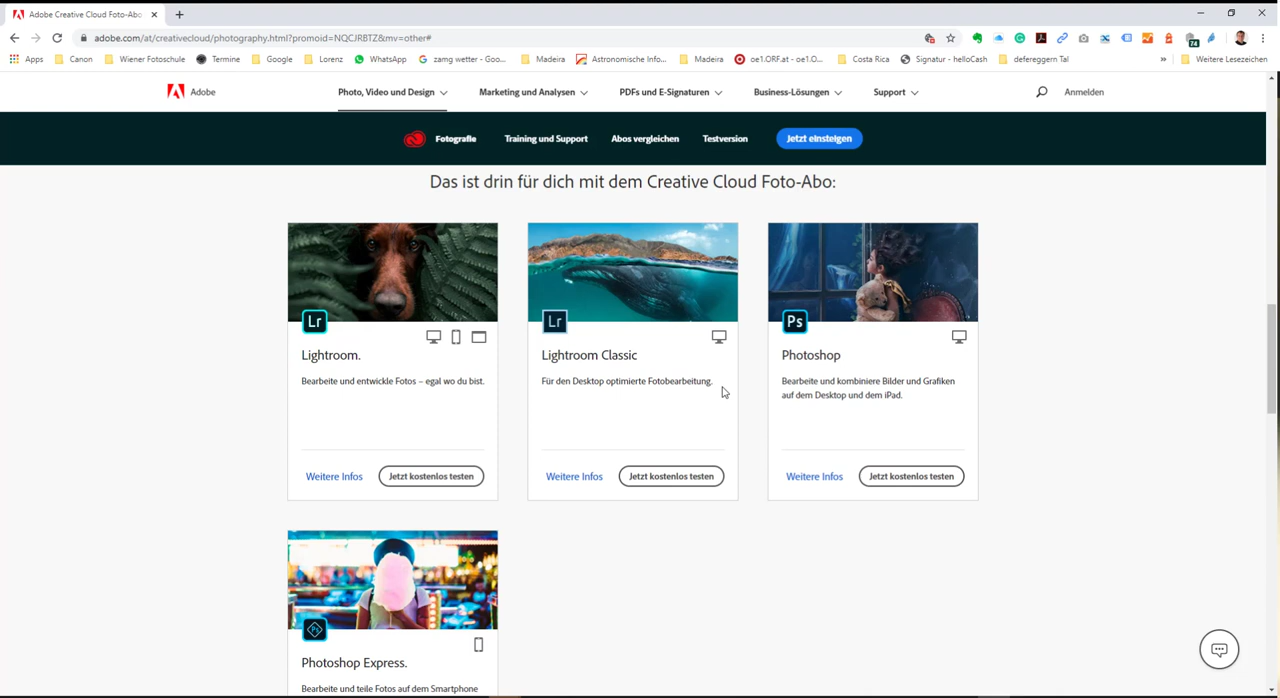 Adobe Creative Cloud Foto-Abo
adobe.com/at/creativecloud/photography.html?promoid=NQCJRBTZ&mv=other#
74
Apps Canon Wiener Fotoschule Termine Google Lorenz WhatsApp zamg wetter - Goo... Madeira Astronomische Info... Madeira oe1.ORF.at - oe1.O... Costa Rica Signatur - helloCash defereggern Tal » Weitere Lesezeichen
Adobe Photo, Video und Design Marketing und Analysen PDFs und E-Signaturen Business-Lösungen Support Anmelden
Fotografie Training und Support Abos vergleichen Testversion Jetzt einsteigen
Das ist drin für dich mit dem Creative Cloud Foto-Abo:
Lr
Lightroom.
Bearbeite und entwickle Fotos – egal wo du bist.
Weitere Infos Jetzt kostenlos testen
Lr
Lightroom Classic
Für den Desktop optimierte Fotobearbeitung.
Weitere Infos Jetzt kostenlos testen
Ps
Photoshop
Bearbeite und kombiniere Bilder und Grafiken
auf dem Desktop und dem iPad.
Weitere Infos Jetzt kostenlos testen
Ps
Photoshop Express.
Bearbeite und teile Fotos auf dem Smartphone